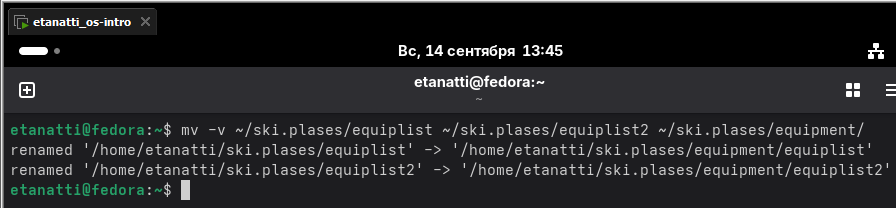 etanatti_os-intro
Вс, 14 сентября 13:45
etanatti@fedora:~
~
etanatti@fedora:~$ mv -v ~/ski.plases/equiplist ~/ski.plases/equiplist2 ~/ski.plases/equipment/
renamed '/home/etanatti/ski.plases/equiplist' -> '/home/etanatti/ski.plases/equipment/equiplist'
renamed '/home/etanatti/ski.plases/equiplist2' -> '/home/etanatti/ski.plases/equipment/equiplist2'
etanatti@fedora:~$